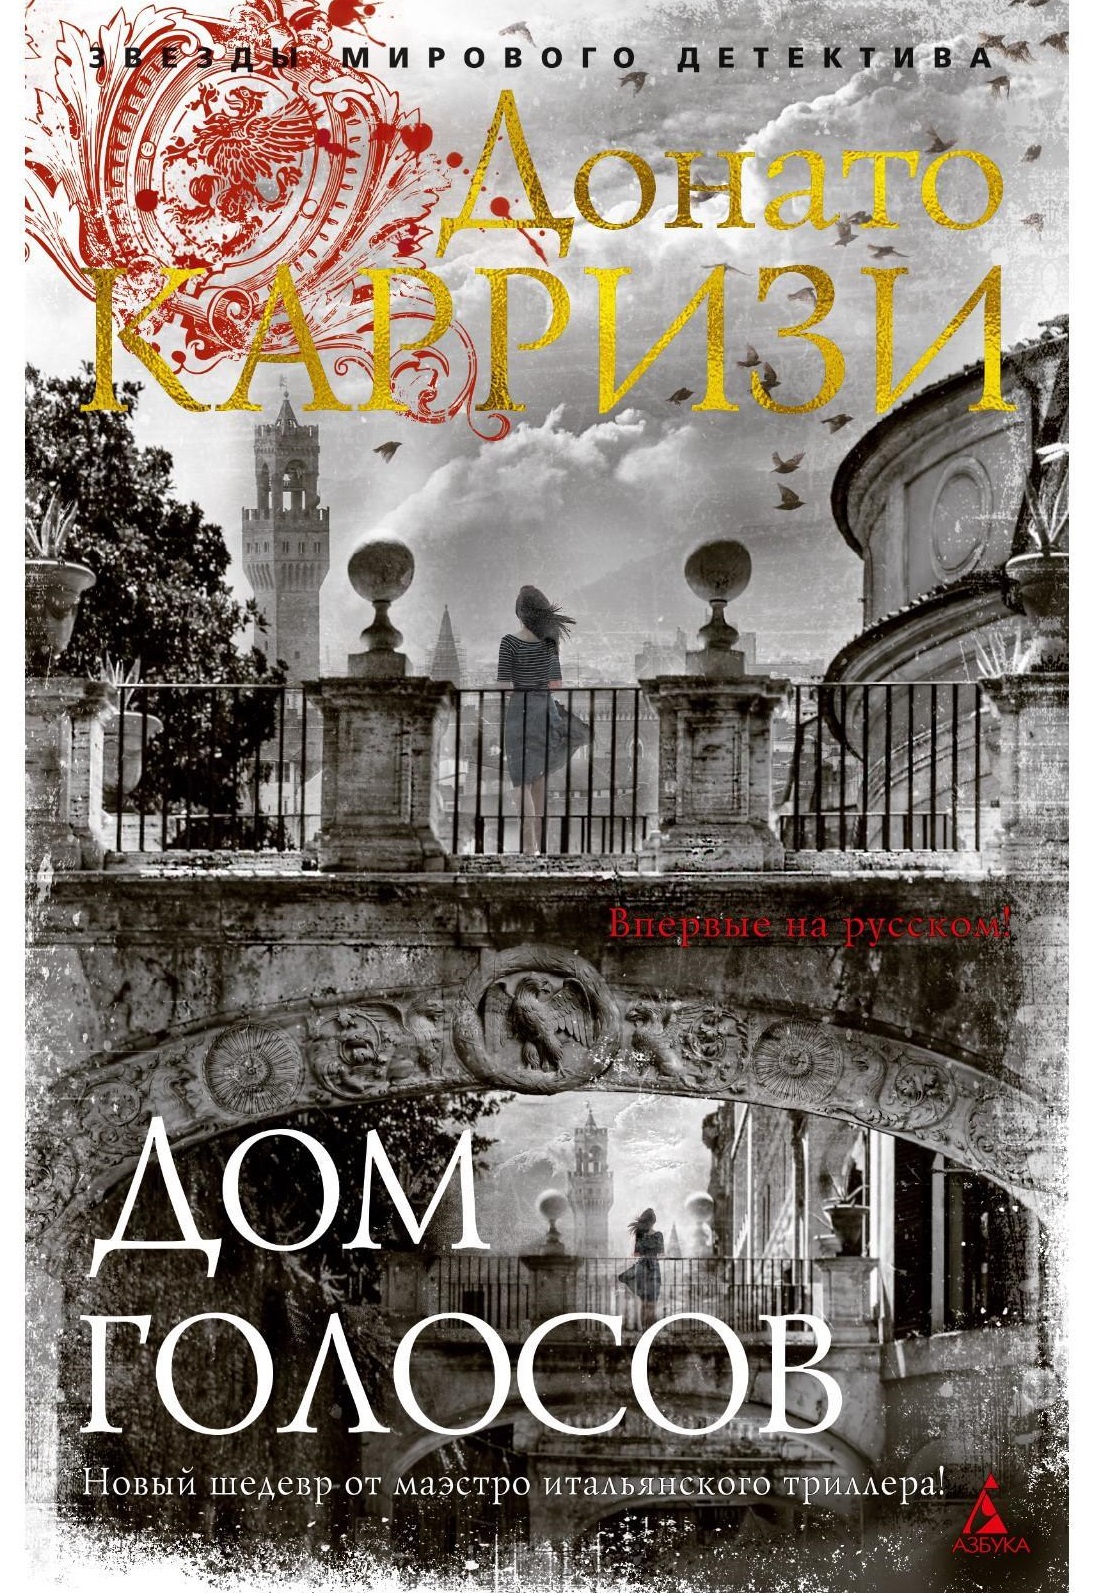 ЗВЕЗДЫ МИРОВОГО ДЕТЕКТИВА
Донато
КАРРИЗИ
Впервые на русском!
ДОМ
ГОЛОСОВ
Новый шедевр от маэстро итальянского триллера!
АЗБУКА